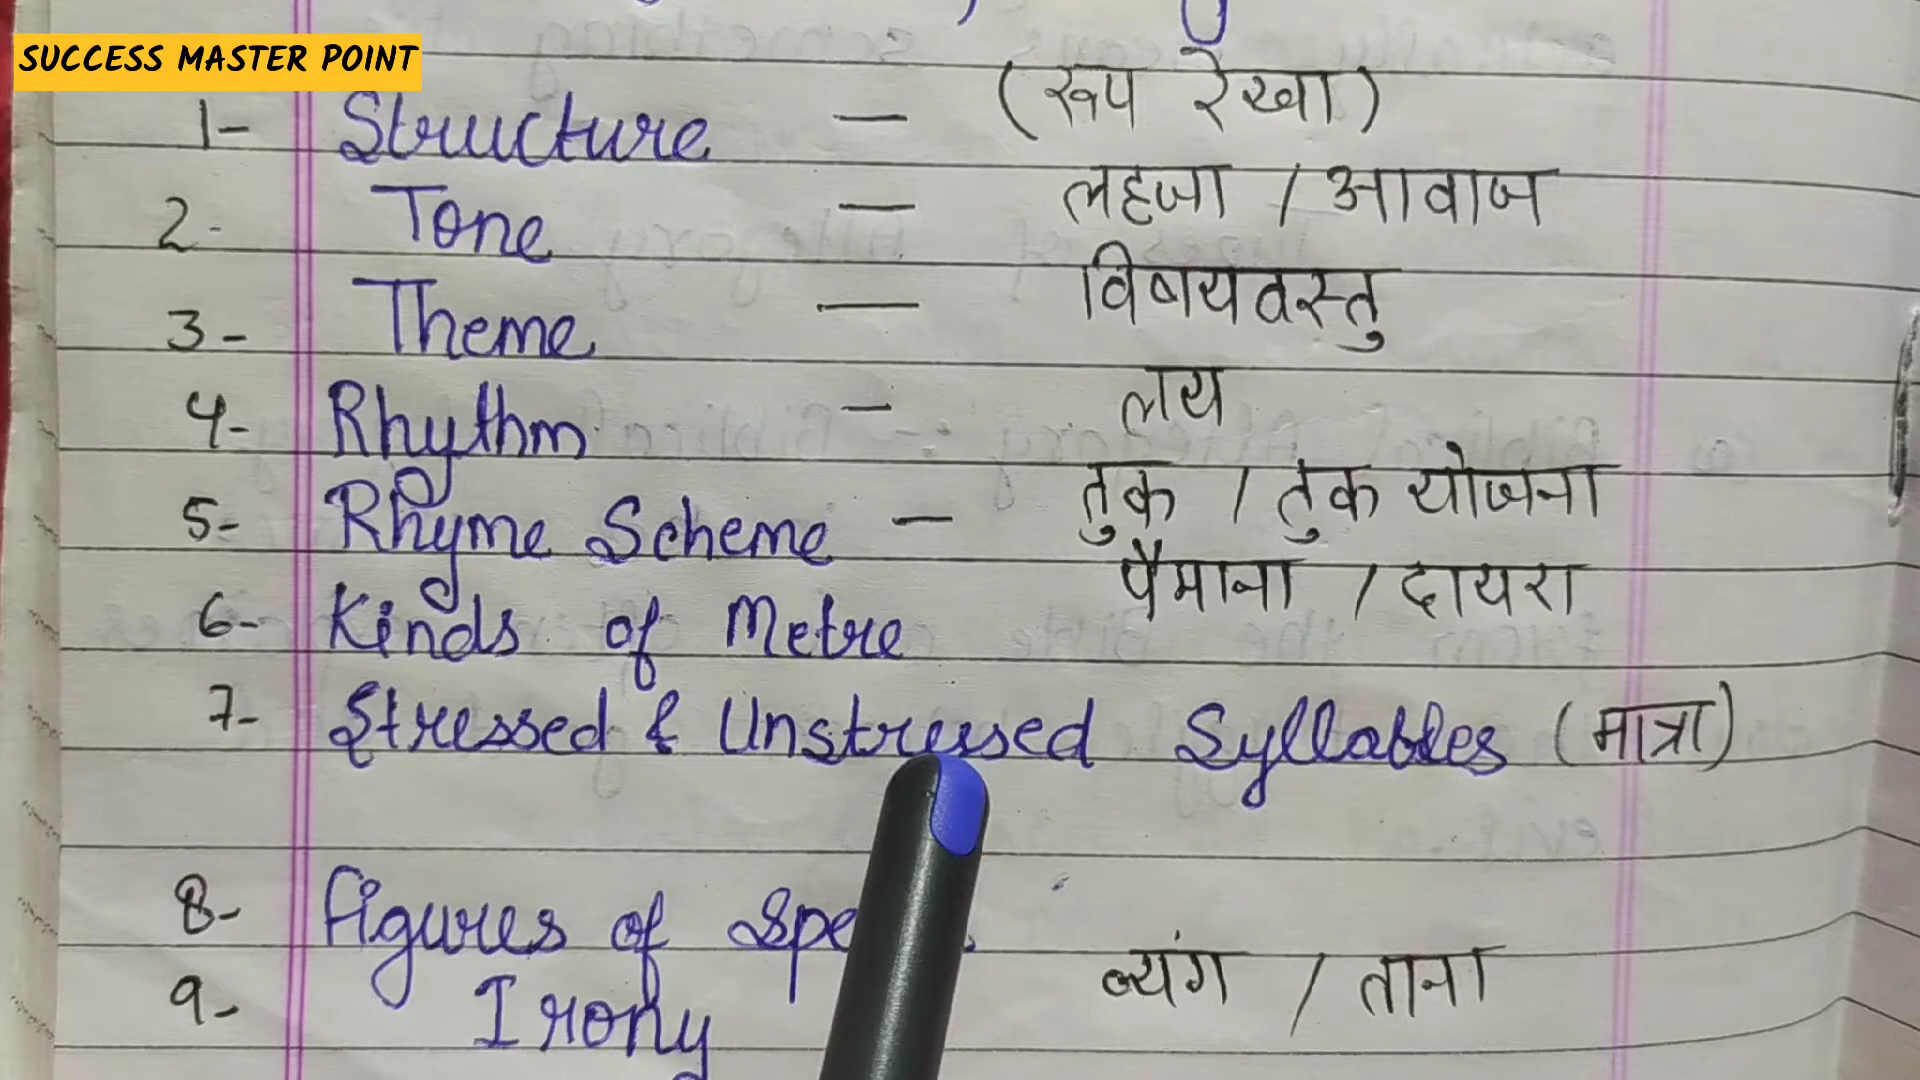 SUCCESS MASTER POINT
1- Structure — (रूप रेखा)
2- Tone — लहजा / आवाज
3- Theme — विषयवस्तु
4- Rhythm - लय
5- Rhyme Scheme — तुक / तुक योजना
6- Kinds of Metre पैमाना / दायरा
7- Stressed & Unstressed Syllables (मात्रा)
8- Figures of
9- Irony व्यंग / ताना